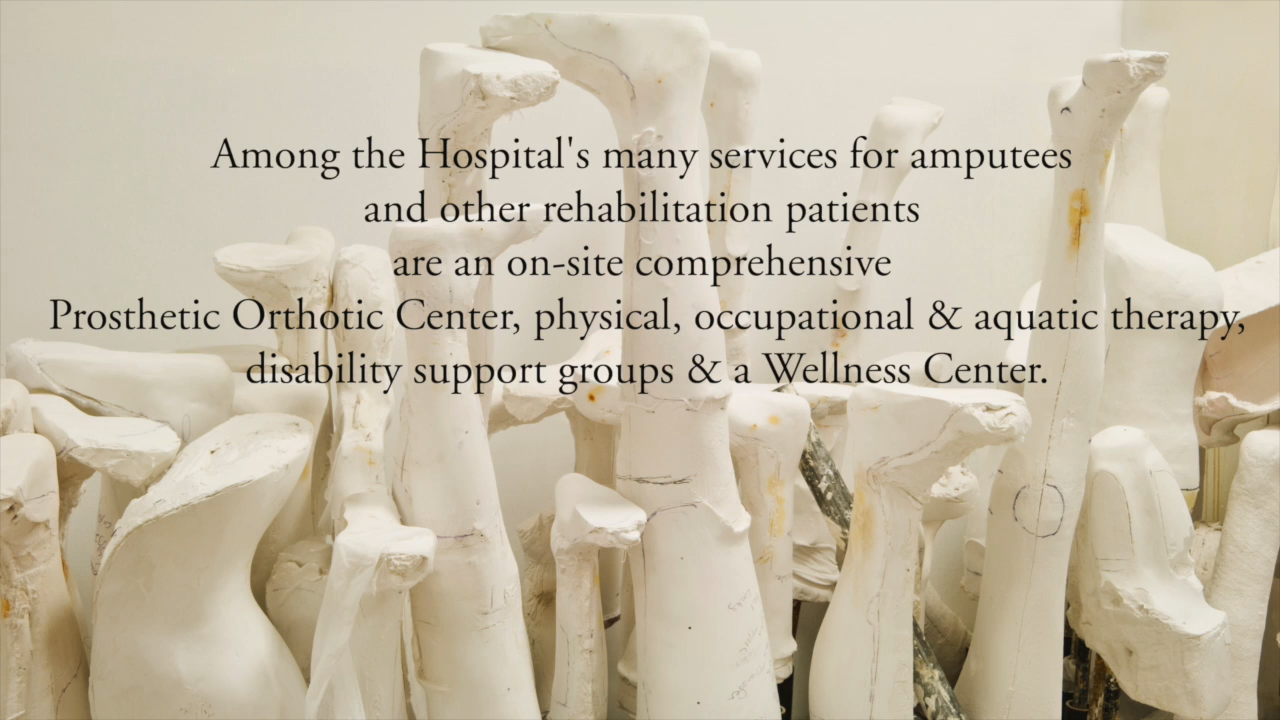 Among the Hospital's many services for amputees
and other rehabilitation patients
are an on-site comprehensive
Prosthetic Orthotic Center, physical, occupational & aquatic therapy,
disability support groups & a Wellness Center.